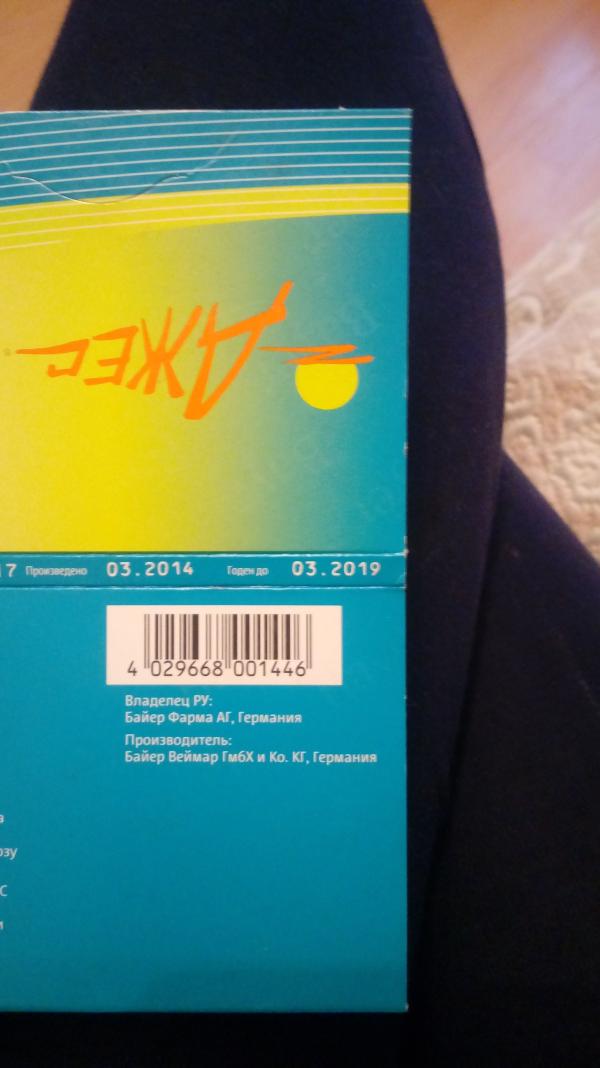 Джес
17 Произведено 03.2014 Годен до 03.2019
4 029668 001446
Владелец РУ:
Байер Фарма АГ, Германия
Производитель:
Байер Веймар ГмбХ и Ко. КГ, Германия